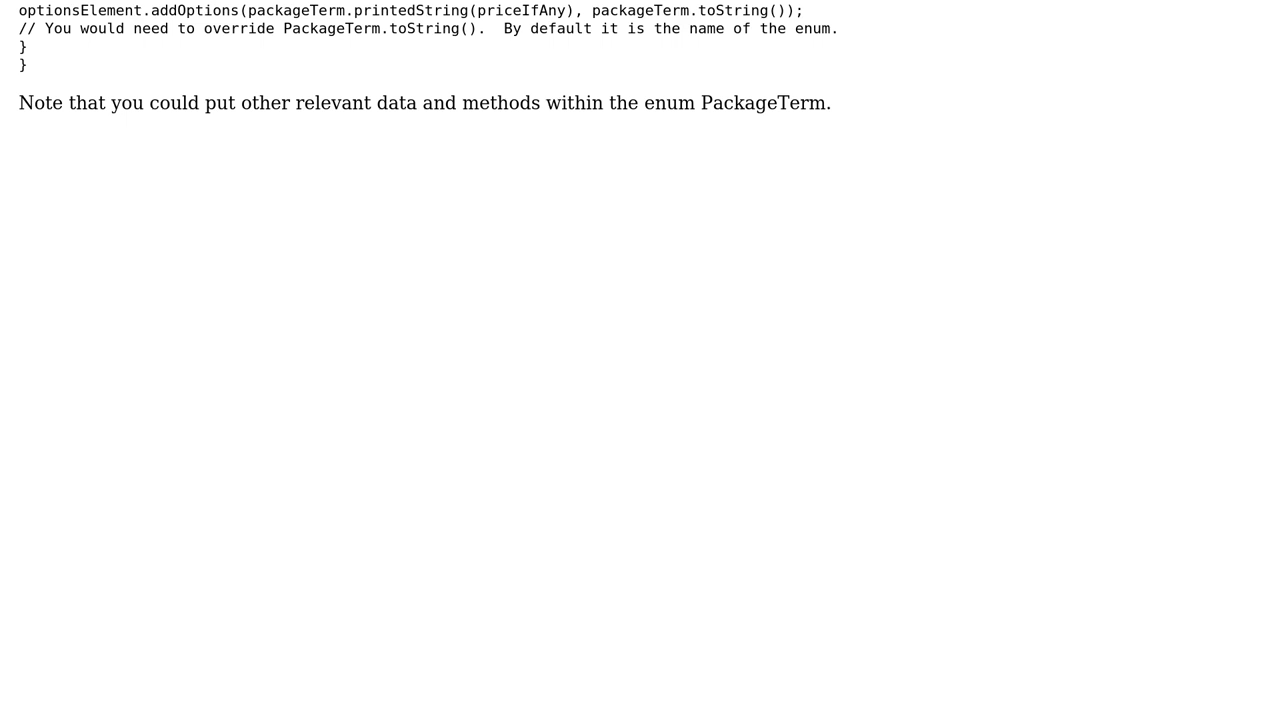 optionsElement.addOptions(packageTerm.printedString(priceIfAny), packageTerm.toString());
// You would need to override PackageTerm.toString().  By default it is the name of the enum.
}
}
Note that you could put other relevant data and methods within the enum PackageTerm.